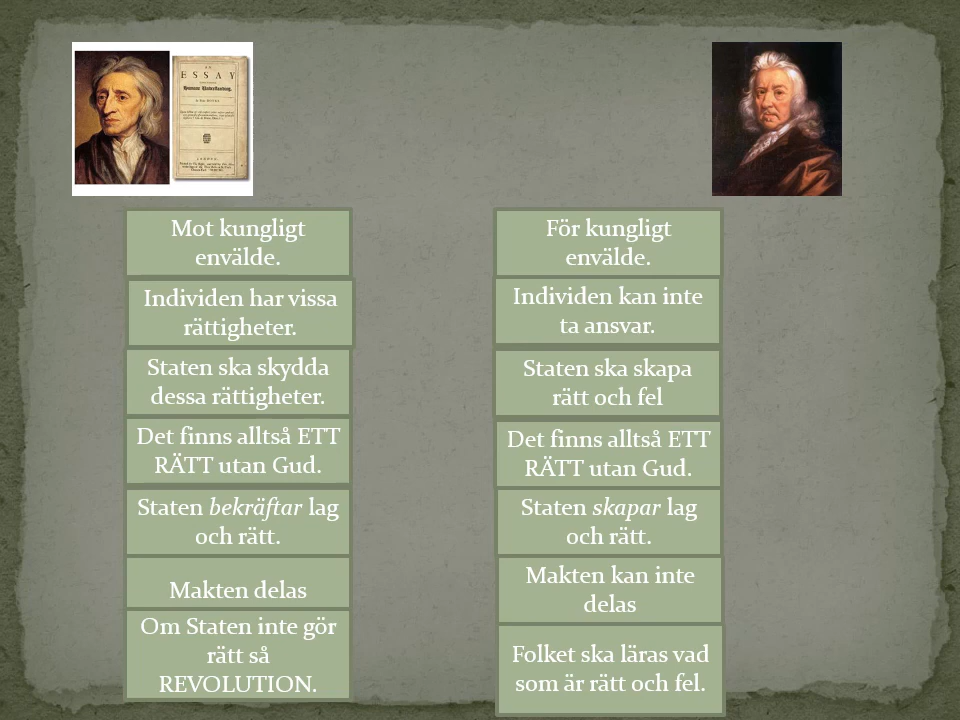 ESSAY
Humane Understanding.
Mot kungligt
envälde.
Individen har vissa
rättigheter.
Staten ska skydda
dessa rättigheter.
Det finns alltså ETT
RÄTT utan Gud.
Staten bekräftar lag
och rätt.
Makten delas
Om Staten inte gör
rätt så
REVOLUTION.
För kungligt
envälde.
Individen kan inte
ta ansvar.
Staten ska skapa
rätt och fel
Det finns alltså ETT
RÄTT utan Gud.
Staten skapar lag
och rätt.
Makten kan inte
delas
Folket ska läras vad
som är rätt och fel.